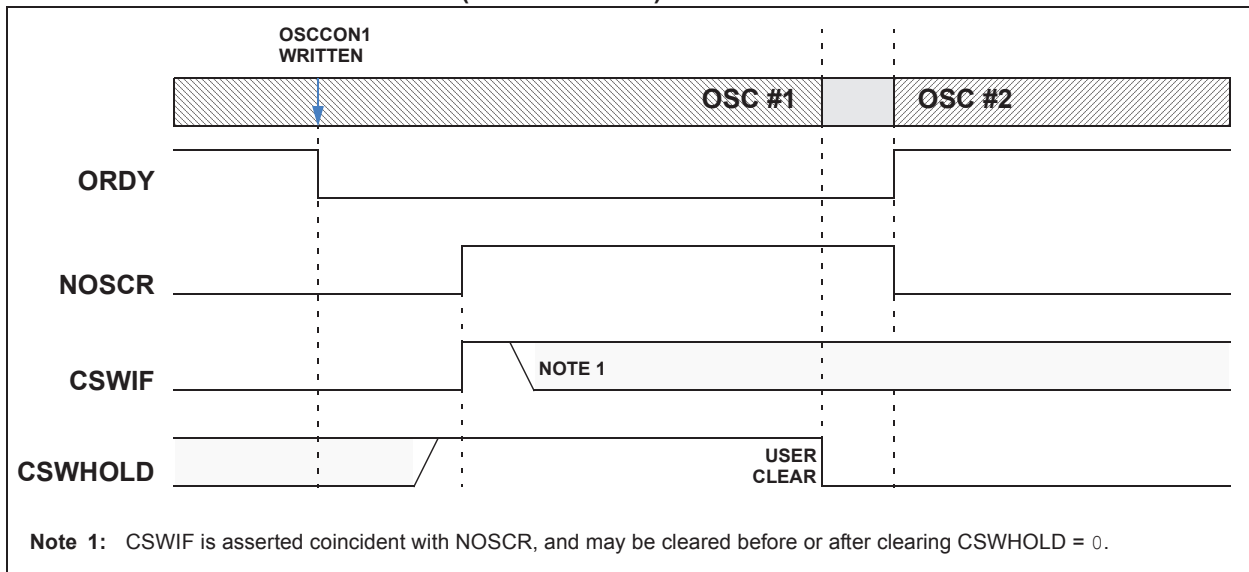 OSCCON1
WRITTEN
OSC #1
OSC #2
ORDY
NOSCR
CSWIF
NOTE 1
CSWHOLD
USER
CLEAR
Note 1: CSWIF is asserted coincident with NOSCR, and may be cleared before or after clearing CSWHOLD = 0.